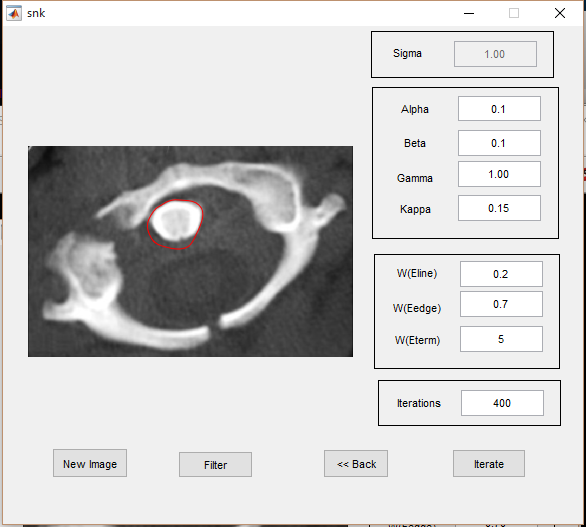 snk
Sigma 1.00
Alpha 0.1
Beta 0.1
Gamma 1.00
Kappa 0.15
W(Eline) 0.2
W(Eedge) 0.7
W(Eterm) 5
Iterations 400
New Image Filter << Back Iterate